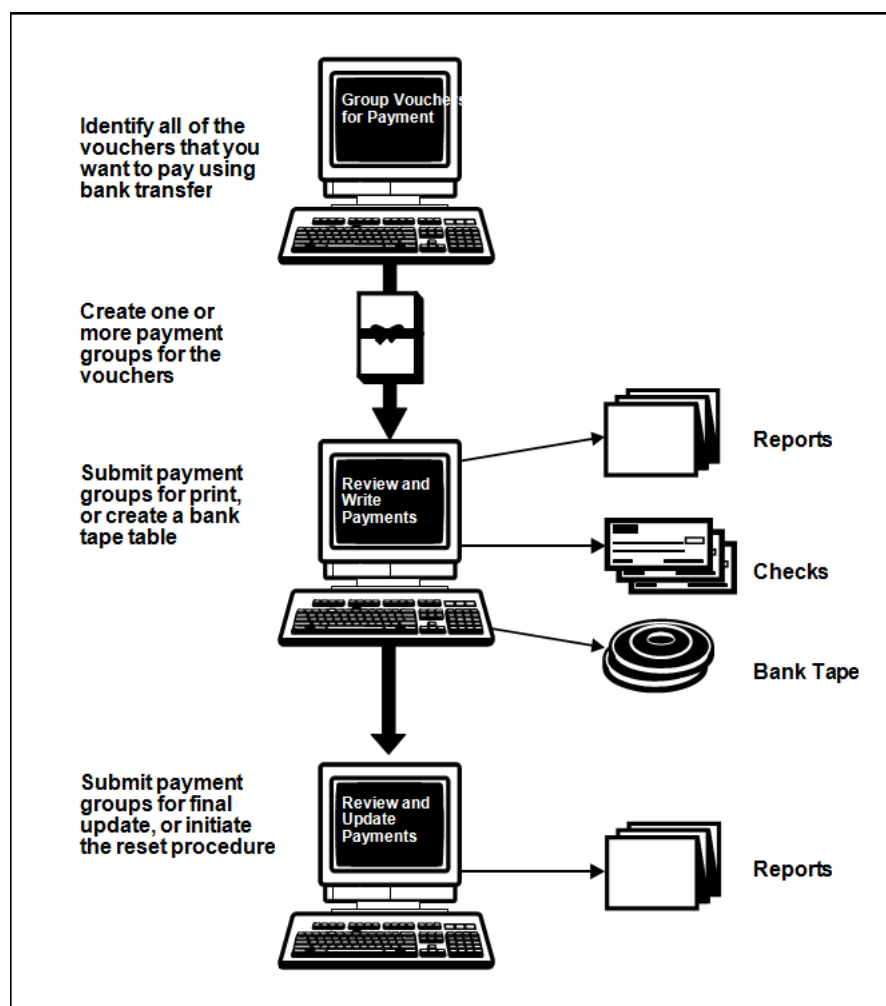 Group Vouchers
for Payment
Identify all of the
vouchers that you
want to pay using
bank transfer
Create one or
more payment
groups for the
vouchers
Submit payment
groups for print,
or create a bank
tape table
Review and
Write
Payments
Reports
Checks
Bank Tape
Submit payment
groups for final
update, or initiate
the reset procedure
Review and
Update
Payments
Reports